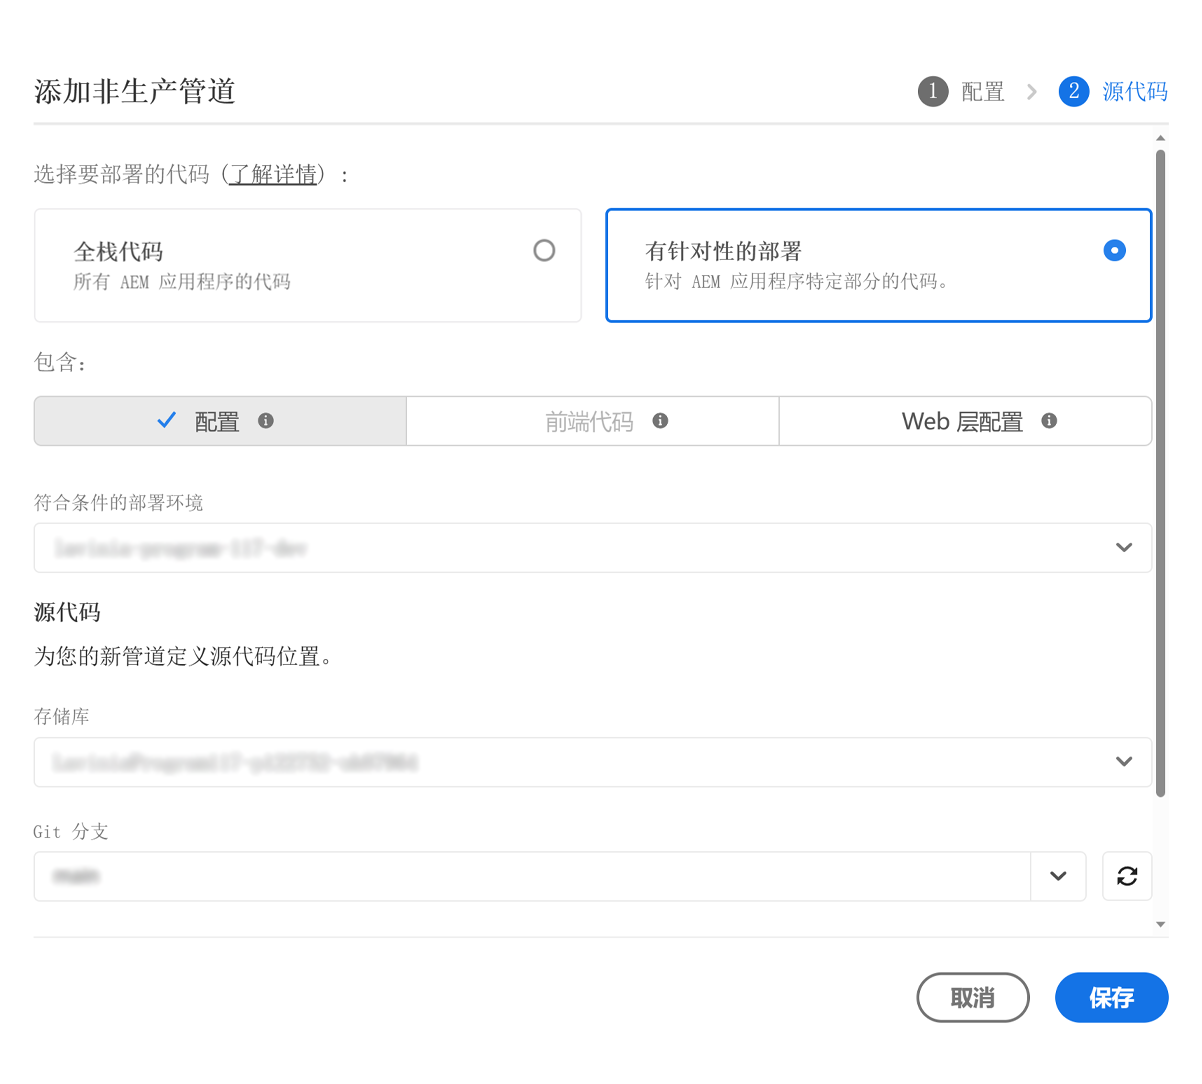 添加非生产管道
1 配置 2 源代码
选择要部署的代码（了解详情）：
全栈代码
所有 AEM 应用程序的代码
有针对性的部署
针对 AEM 应用程序特定部分的代码。
包含：
配置 前端代码 Web 层配置
符合条件的部署环境
源代码
为您的新管道定义源代码位置。
存储库
Git 分支
main
取消 保存